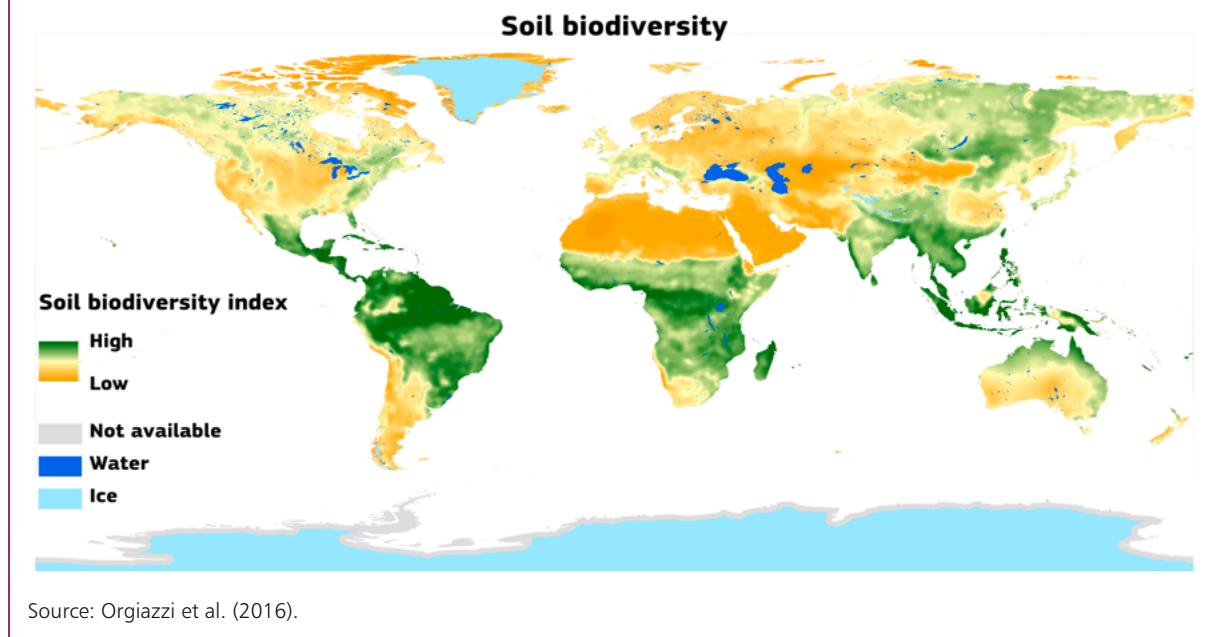 Soil biodiversity
Soil biodiversity index
High
Low
Not available
Water
Ice
Source: Orgiazzi et al. (2016).